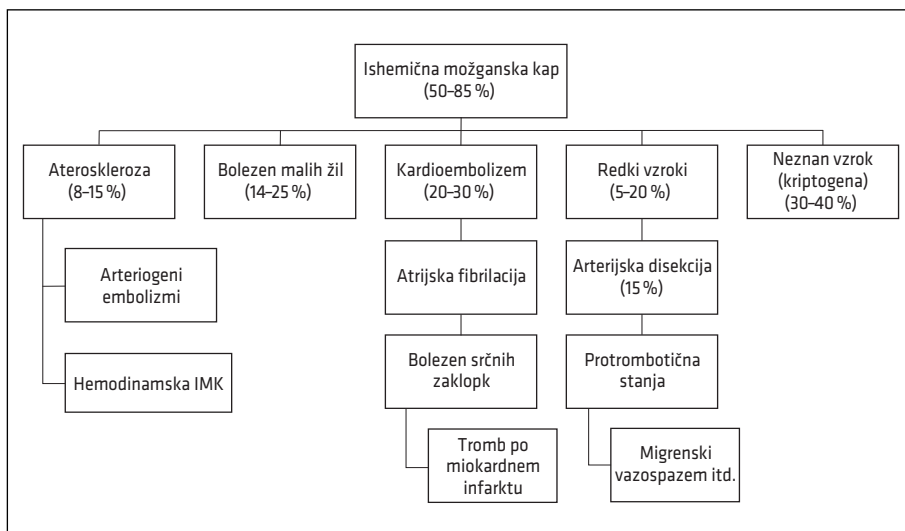 Ishemična možganska kap
(50–85 %)
Ateroskleroza
(8–15 %)
Bolezen malih žil
(14–25 %)
Kardioembolizem
(20–30 %)
Redki vzroki
(5–20 %)
Neznan vzrok
(kriptogena)
(30–40 %)
Arteriogeni
embolizmi
Atrijska fibrilacija
Arterijska disekcija
(15 %)
Hemodinamska IMK
Bolezen srčnih
zaklopk
Protrombotična
stanja
Tromb po
miokardnem
infarktu
Migrenski
vazospazem itd.